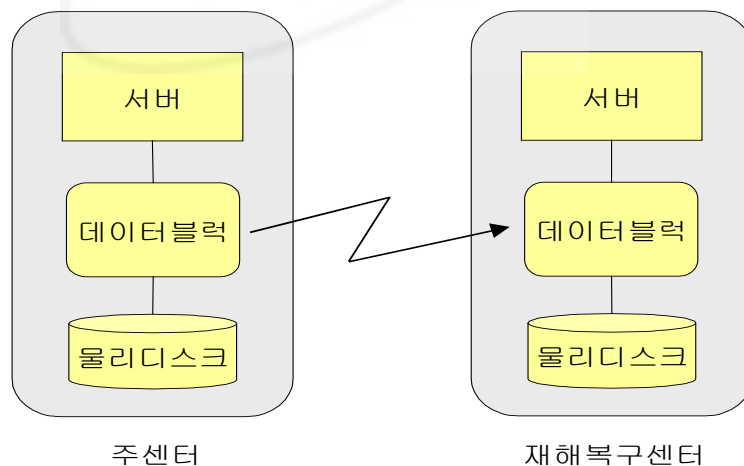 서버
서버
데이터블럭
데이터블럭
물리디스크
물리디스크
주센터
재해복구센터